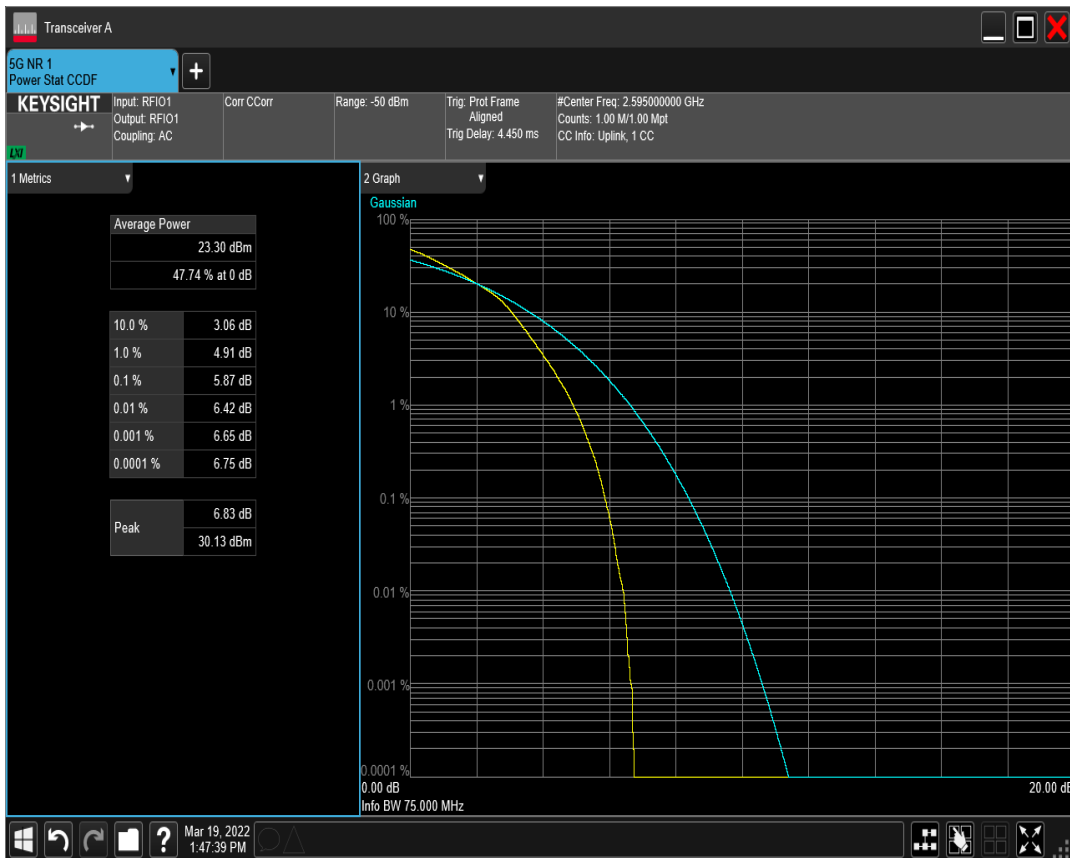 Transceiver A
5G NR 1
Power Stat CCDF
KEYSIGHT
LXI
Input: RFIO1
Output: RFIO1
Coupling: AC
Corr CCorr
Range: -50 dBm
Trig: Prot Frame
Aligned
Trig Delay: 4.450 ms
#Center Freq: 2.595000000 GHz
Counts: 1.00 M/1.00 Mpt
CC Info: Uplink, 1 CC
1 Metrics
Average Power
23.30 dBm
47.74 % at 0 dB
10.0 % 3.06 dB
1.0 % 4.91 dB
0.1 % 5.87 dB
0.01 % 6.42 dB
0.001 % 6.65 dB
0.0001 % 6.75 dB
Peak
6.83 dB
30.13 dBm
2 Graph
Gaussian
100 %
10 %
1 %
0.1 %
0.01 %
0.001 %
0.0001 %
0.00 dB
20.00 dB
Info BW 75.000 MHz
?
Mar 19, 2022
1:47:39 PM